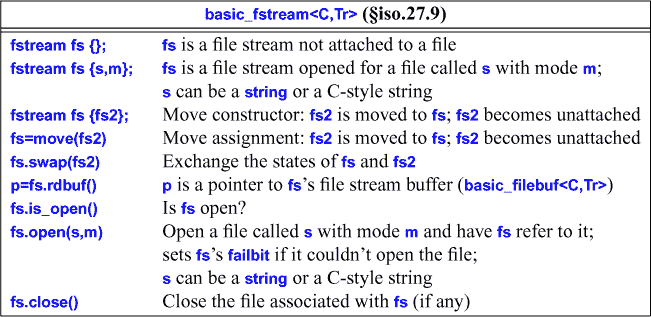 basic_fstream<C,Tr> (§iso.27.9)
fstream fs {}; fs is a file stream not attached to a file
fstream fs {s,m}; fs is a file stream opened for a file called s with mode m;
s can be a string or a C-style string
fstream fs {fs2}; Move constructor: fs2 is moved to fs; fs2 becomes unattached
fs=move(fs2) Move assignment: fs2 is moved to fs; fs2 becomes unattached
fs.swap(fs2) Exchange the states of fs and fs2
p=fs.rdbuf() p is a pointer to fs’s file stream buffer (basic_filebuf<C,Tr>)
fs.is_open() Is fs open?
fs.open(s,m) Open a file called s with mode m and have fs refer to it;
sets fs’s failbit if it couldn’t open the file;
s can be a string or a C-style string
fs.close() Close the file associated with fs (if any)